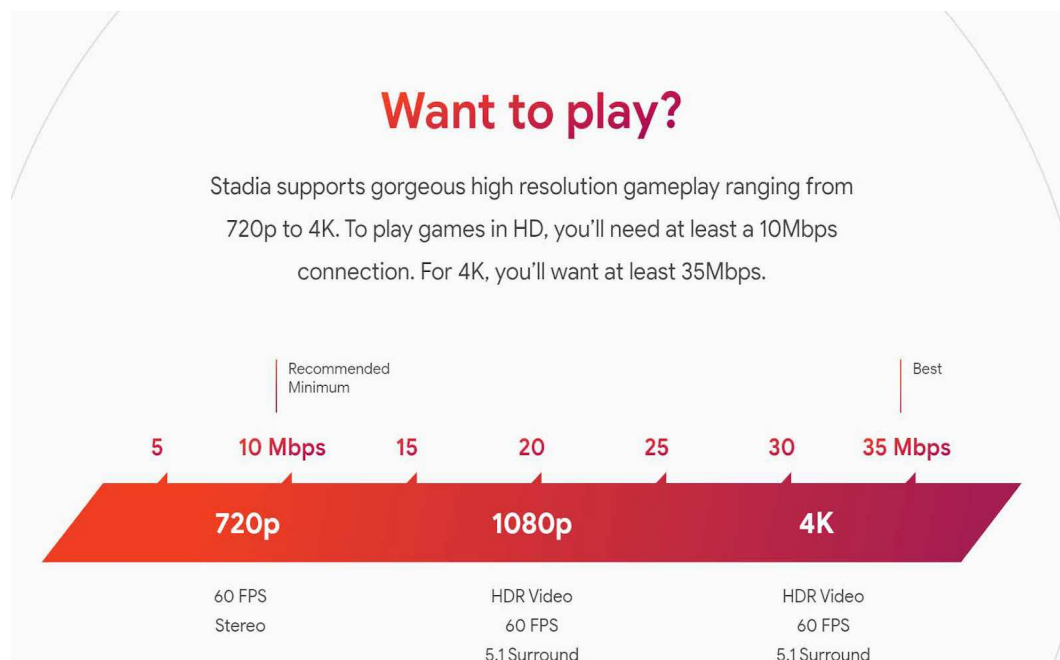 Want to play?
Stadia supports gorgeous high resolution gameplay ranging from
720p to 4K. To play games in HD, you'll need at least a 10Mbps
connection. For 4K, you'll want at least 35Mbps.
Recommended
Minimum
Best
5 10 Mbps 15 20 25 30 35 Mbps
720p 1080p 4K
60 FPS HDR Video HDR Video
Stereo 60 FPS 60 FPS
5.1 Surround 5.1 Surround